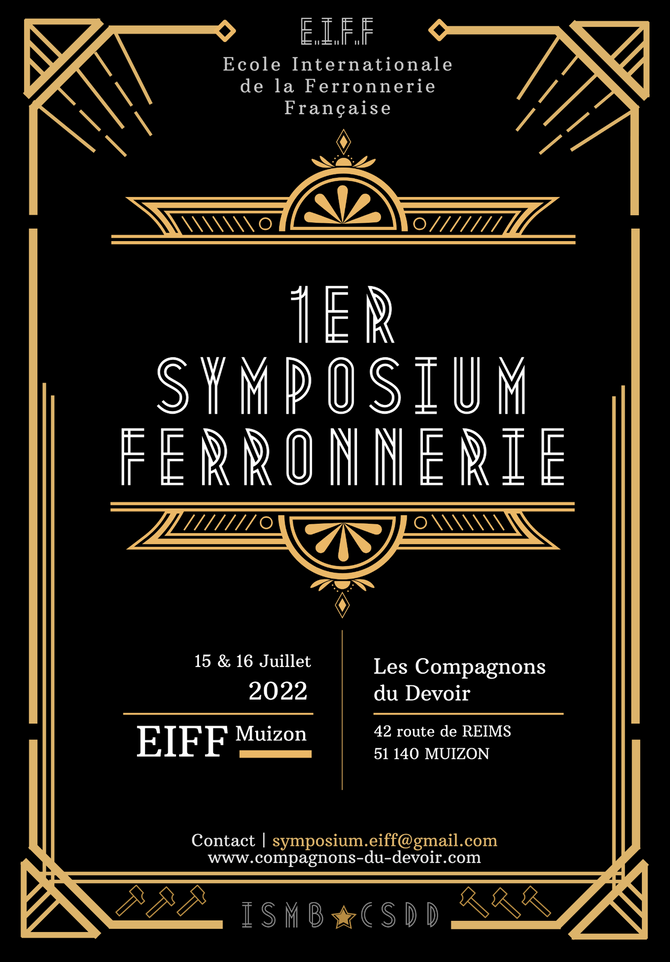 E.I.F.F
Ecole Internationale
de la Ferronnerie
Française
1ER
SYMPOSIUM
FERRONNERIE
15 & 16 Juillet
2022
EIFF Muizon
Les Compagnons
du Devoir
42 route de REIMS
51 140 MUIZON
Contact | symposium.eiff@gmail.com
www.compagnons-du-devoir.com
ISMB★CSDD